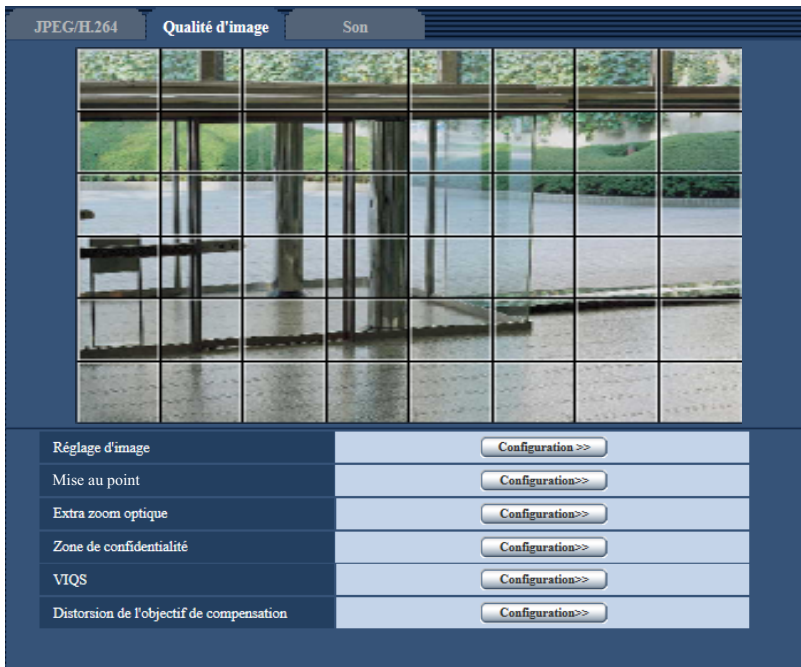 JPEG/H.264 Qualité d'image Son
Réglage d'image Configuration >>
Mise au point Configuration>>
Extra zoom optique Configuration>>
Zone de confidentialité Configuration>>
VIQS Configuration>>
Distorsion de l'objectif de compensation Configuration>>